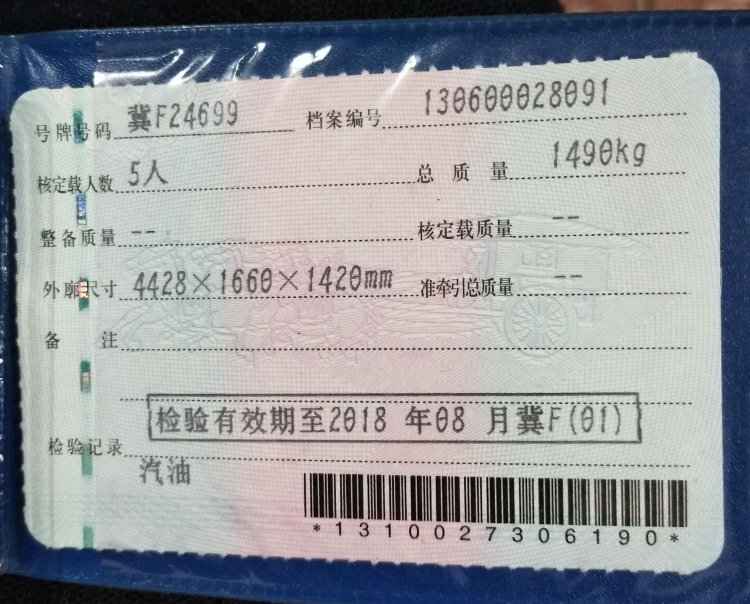 号牌号码 冀F24699 档案编号 130600028091
核定载人数 5人 总质量 1490kg
整备质量 -- 核定载质量 --
外廓尺寸 4428×1660×1420mm 准牵引总质量 --
备注
检验有效期至2018 年08 月冀F(01)
检验记录
汽油
*1310027306190*